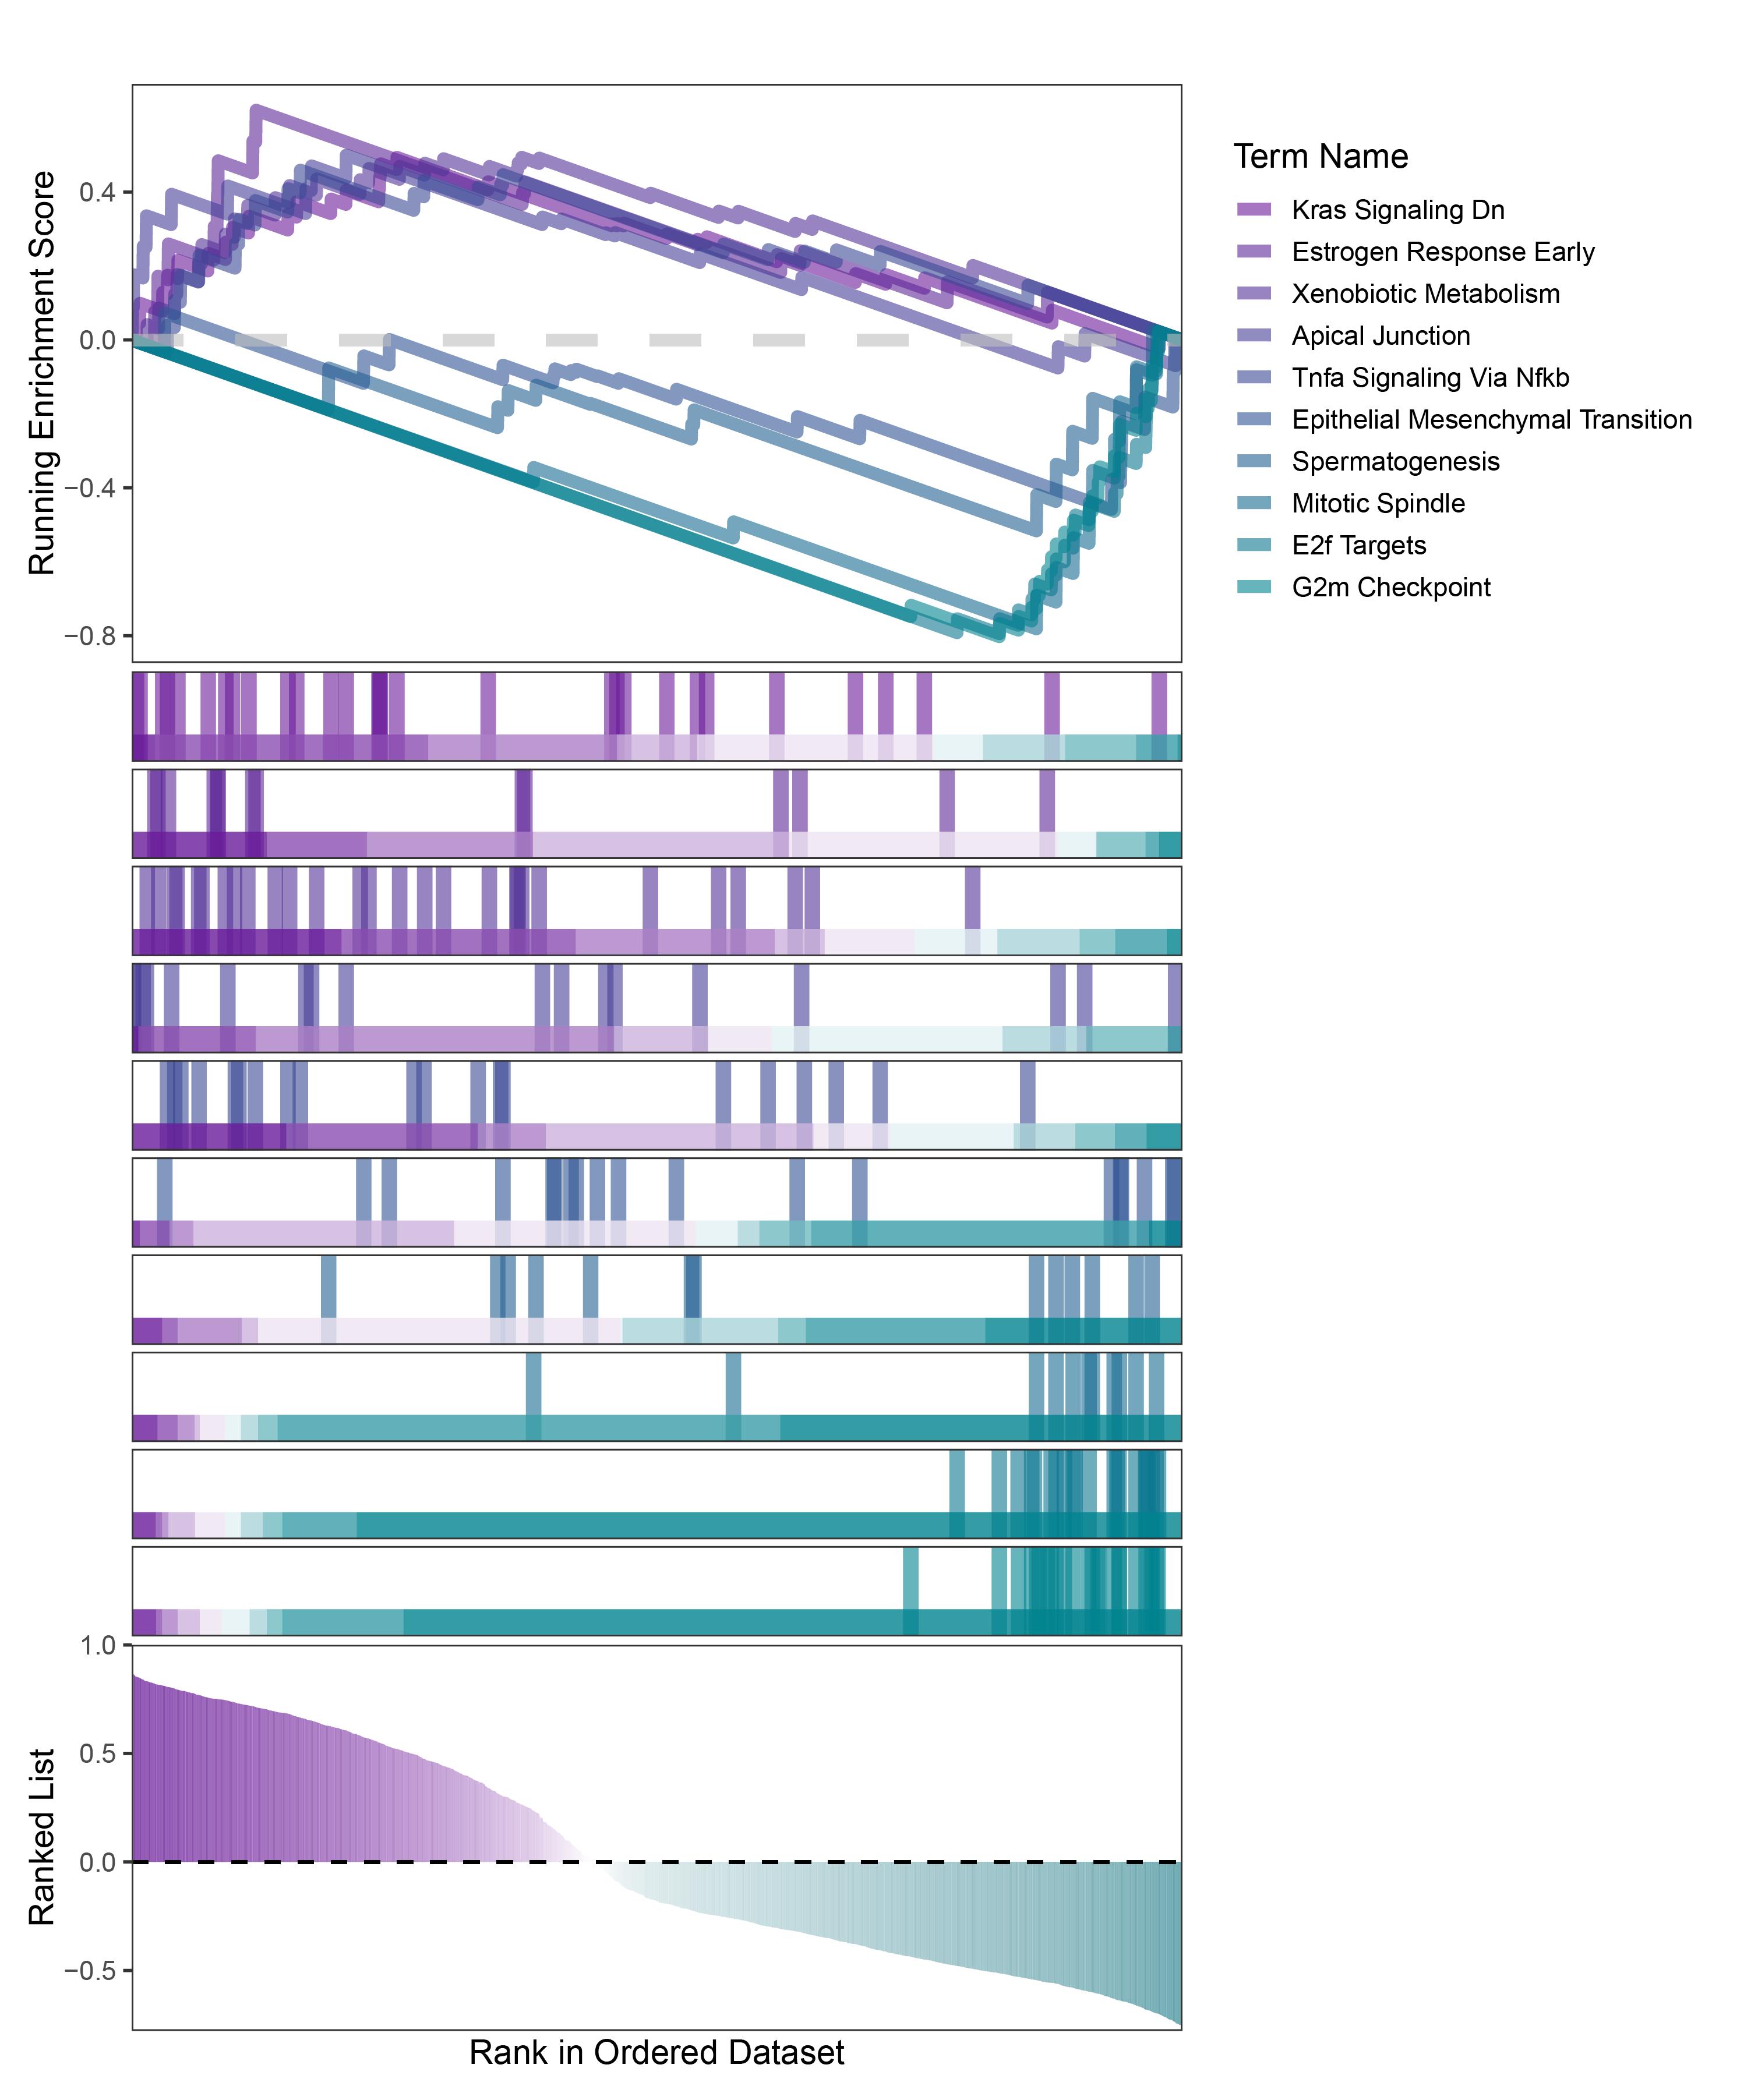 Running Enrichment Score
0.4
0.0
−0.4
−0.8
Term Name
Kras Signaling Dn
Estrogen Response Early
Xenobiotic Metabolism
Apical Junction
Tnfa Signaling Via Nfkb
Epithelial Mesenchymal Transition
Spermatogenesis
Mitotic Spindle
E2f Targets
G2m Checkpoint
Ranked List
1.0
0.5
0.0
−0.5
Rank in Ordered Dataset